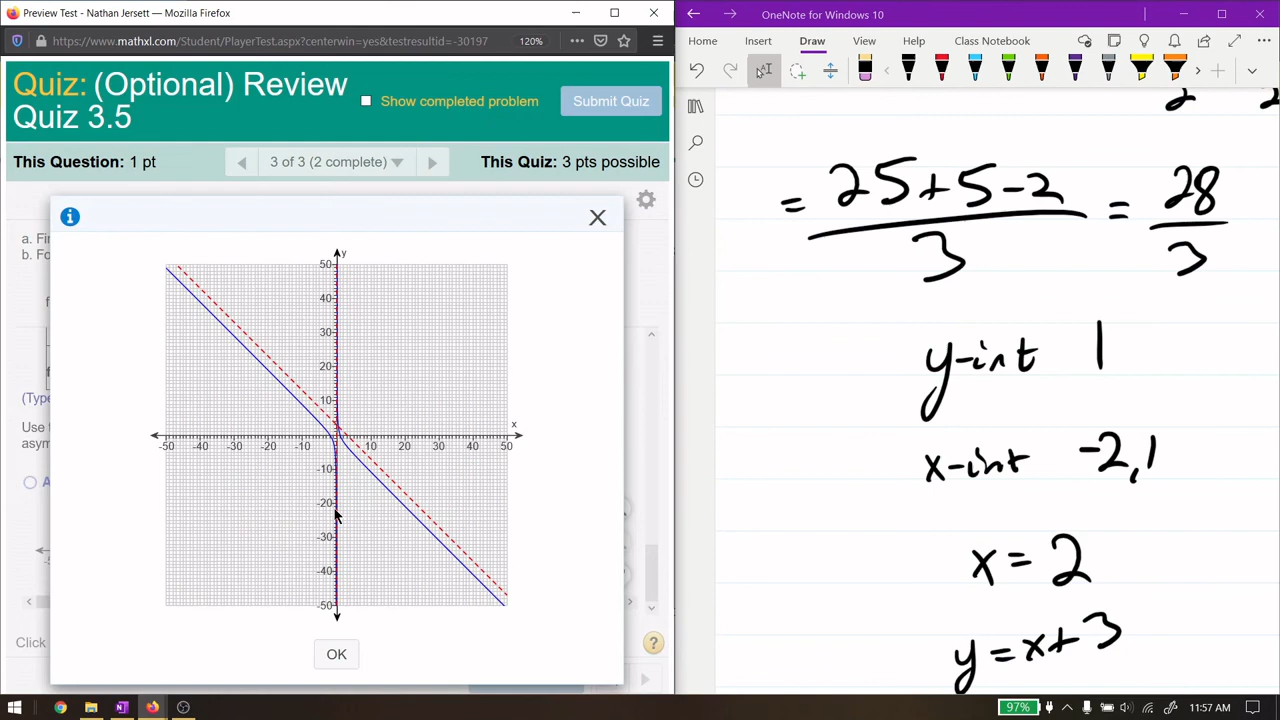 Preview Test - Nathan Jersett — Mozilla Firefox
https://www.mathxl.com/Student/PlayerTest.aspx?centerwin=yes&testresultid=-30197
120%
Quiz: (Optional) Review
Quiz 3.5
Show completed problem
Submit Quiz
This Question: 1 pt
3 of 3 (2 complete)
This Quiz: 3 pts possible
a. Fi
b. Fo
f
f
(Type
Use
asym
A
Click
y
x
50
40
30
20
10
-10
-20
-30
-40
-50
-50 -40 -30 -20 -10 10 20 30 40 50
OK
OneNote for Windows 10
Home Insert Draw View Help Class Notebook
= 25+5-2 / 3 = 28 / 3
y-int 1
x-int -2,1
x = 2
y = x+3
97%
11:57 AM